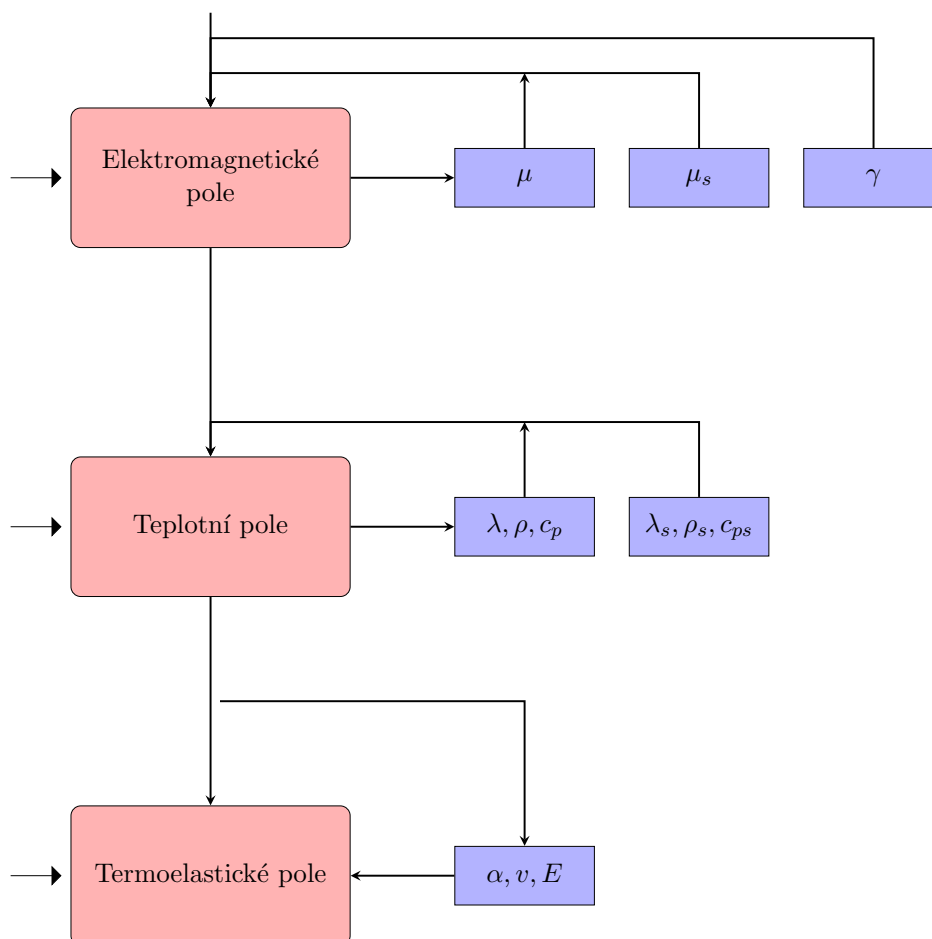 Elektromagnetické
pole
μ
μ_s
γ
Teplotní pole
λ, ρ, c_p
λ_s, ρ_s, c_ps
Termoelastické pole
α, v, E